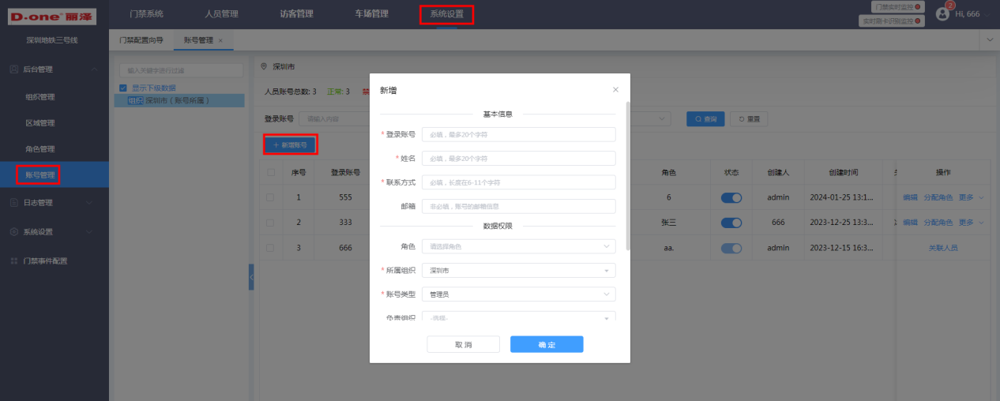 D·one® 丽泽
门禁系统 人员管理 访客管理 车场管理 系统设置
门禁实时监控
实时刷卡识别监控
2
Hi, 666
深圳地铁三号线
门禁配置向导 账号管理 ×
后台管理
组织管理
区域管理
角色管理
账号管理
日志管理
系统设置
门禁事件配置
输入关键字进行过滤
显示下级数据
组织 深圳市（账号所属）
深圳市
人员账号总数: 3 正常: 3 禁
登录账号 请输入内容 查询 重置
+ 新增账号
序号 登录账号 角色 状态 创建人 创建时间 操作
1 555 6 admin 2024-01-25 13:1... 编辑 分配角色 更多
2 333 张三 666 2023-12-25 13:3... 编辑 分配角色 更多
3 666 aa. admin 2023-12-15 16:3... 关联人员
新增 ×
基本信息
* 登录账号 必填，最多20个字符
* 姓名 必填，最多20个字符
* 联系方式 必填，长度在6-11个字符
邮箱 非必填，账号的邮箱信息
数据权限
角色 请选择角色
* 所属组织 深圳市
* 账号类型 管理员
负责组织 -选择-
取 消 确 定